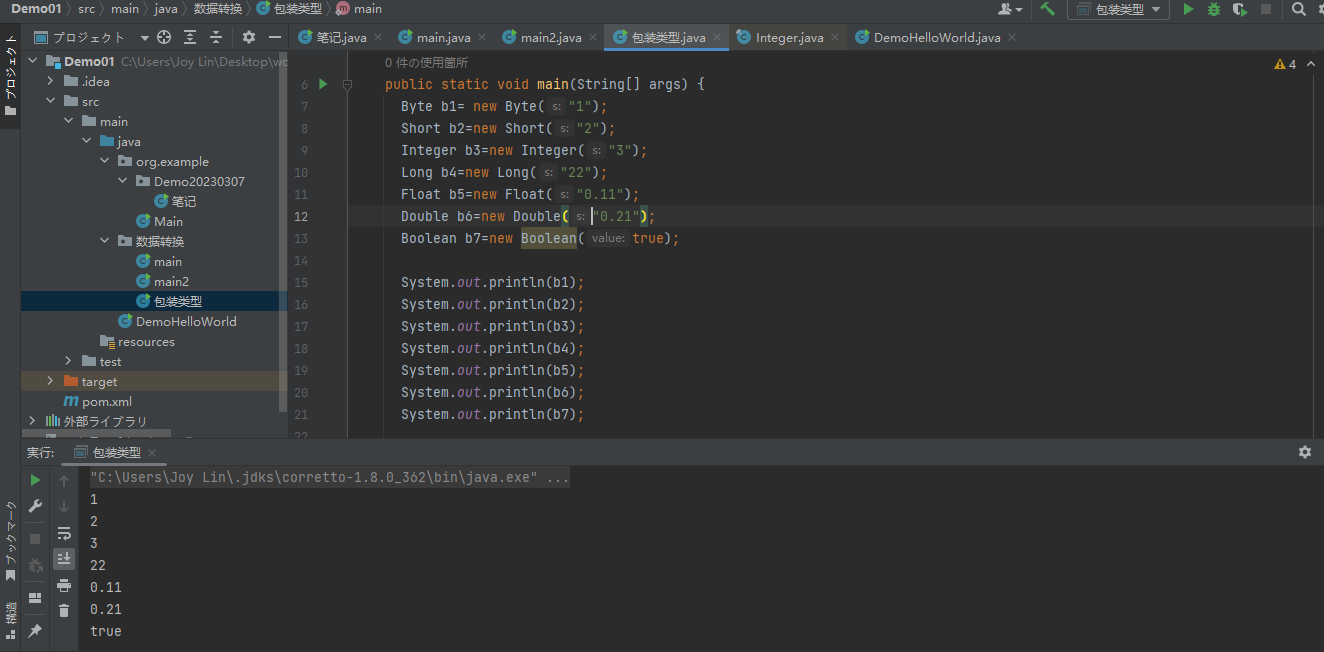 Demo01 src main java 数据转换 包装类型 main
包装类型
プロジェクト
プロジェクト
笔记.java main.java main2.java 包装类型.java Integer.java DemoHelloWorld.java
Demo01 C:\Users\Joy Lin\Desktop\wc
.idea
src
main
java
org.example
Demo20230307
笔记
Main
数据转换
main
main2
包装类型
DemoHelloWorld
resources
test
target
pom.xml
外部ライブラリ
0 件の使用箇所
4
6 public static void main(String[] args) {
7 Byte b1= new Byte( s: "1");
8 Short b2=new Short( s: "2");
9 Integer b3=new Integer( s: "3");
10 Long b4=new Long( s: "22");
11 Float b5=new Float( s: "0.11");
12 Double b6=new Double( s: "0.21");
13 Boolean b7=new Boolean( value: true);
14
15 System.out.println(b1);
16 System.out.println(b2);
17 System.out.println(b3);
18 System.out.println(b4);
19 System.out.println(b5);
20 System.out.println(b6);
21 System.out.println(b7);
22
実行: 包装类型
"C:\Users\Joy Lin\.jdks\corretto-1.8.0_362\bin\java.exe" ...
1
2
3
22
0.11
0.21
true
ブックマーク
構造